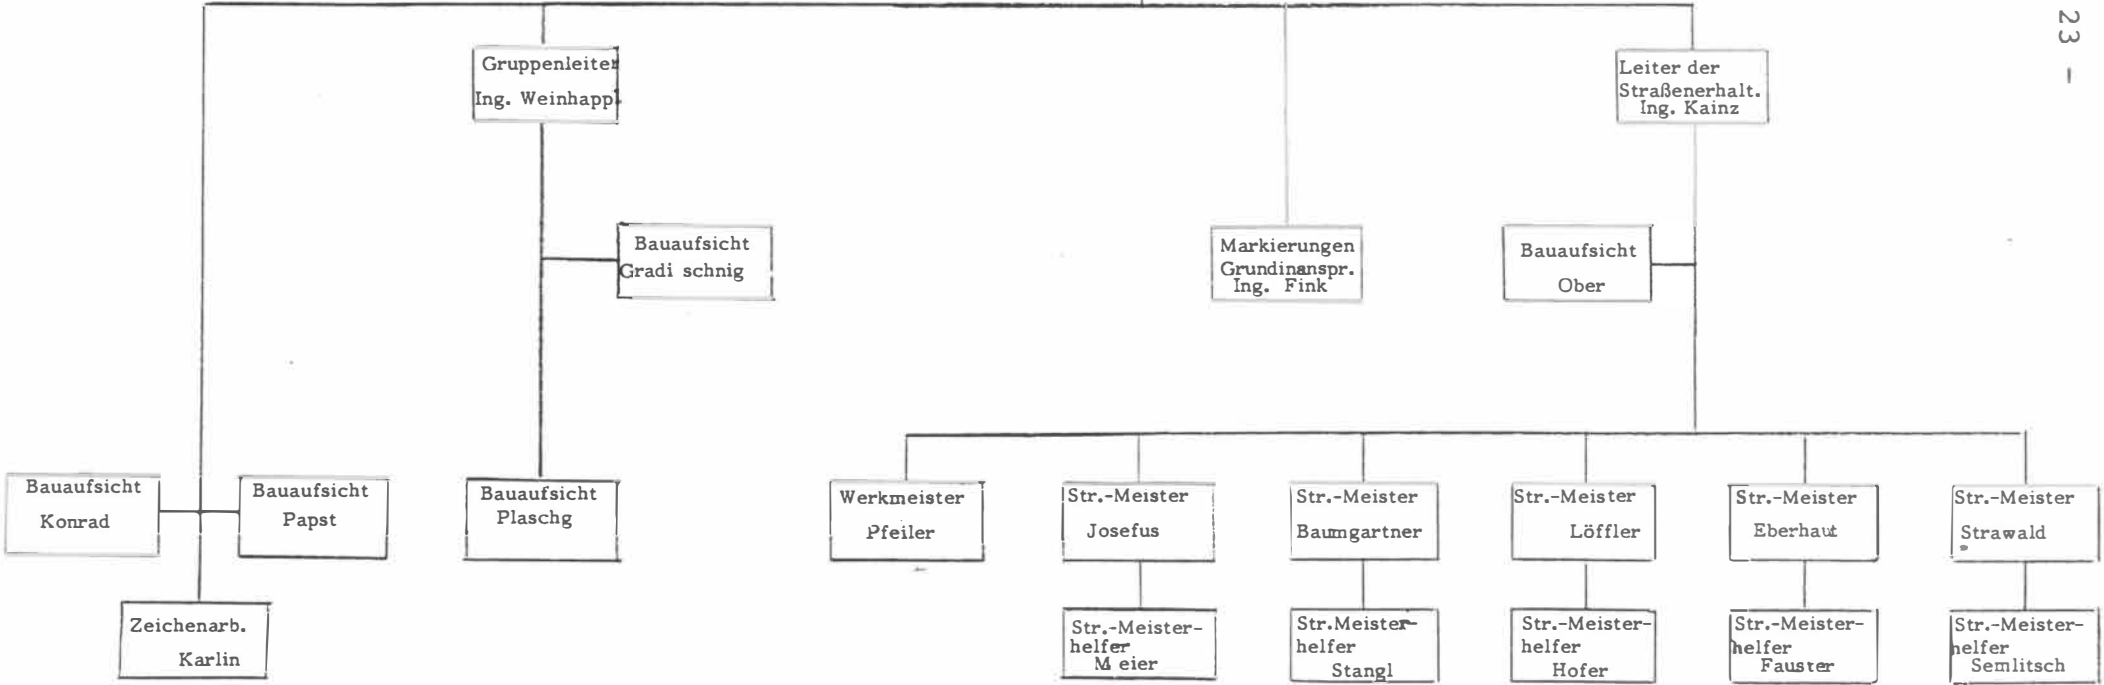 23 -
Gruppenleiter
Ing. Weinhappl
Leiter der
Straßenerhalt.
Ing. Kainz
Bauaufsicht
Gradi schnig
Markierungen
Grundinanspr.
Ing. Fink
Bauaufsicht
Ober
Bauaufsicht
Konrad
Bauaufsicht
Papst
Bauaufsicht
Plaschg
Werkmeister
Pfeiler
Str.-Meister
Josefus
Str.-Meister
Baumgartner
Str.-Meister
Löffler
Str.-Meister
Eberhaut
Str.-Meister
Strawald
Zeichenarb.
Karlin
Str.-Meister-
helfer
Meier
Str.Meister-
helfer
Stangl
Str.-Meister-
helfer
Hofer
Str.-Meister-
helfer
Fauster
Str.-Meister-
helfer
Semlitsch